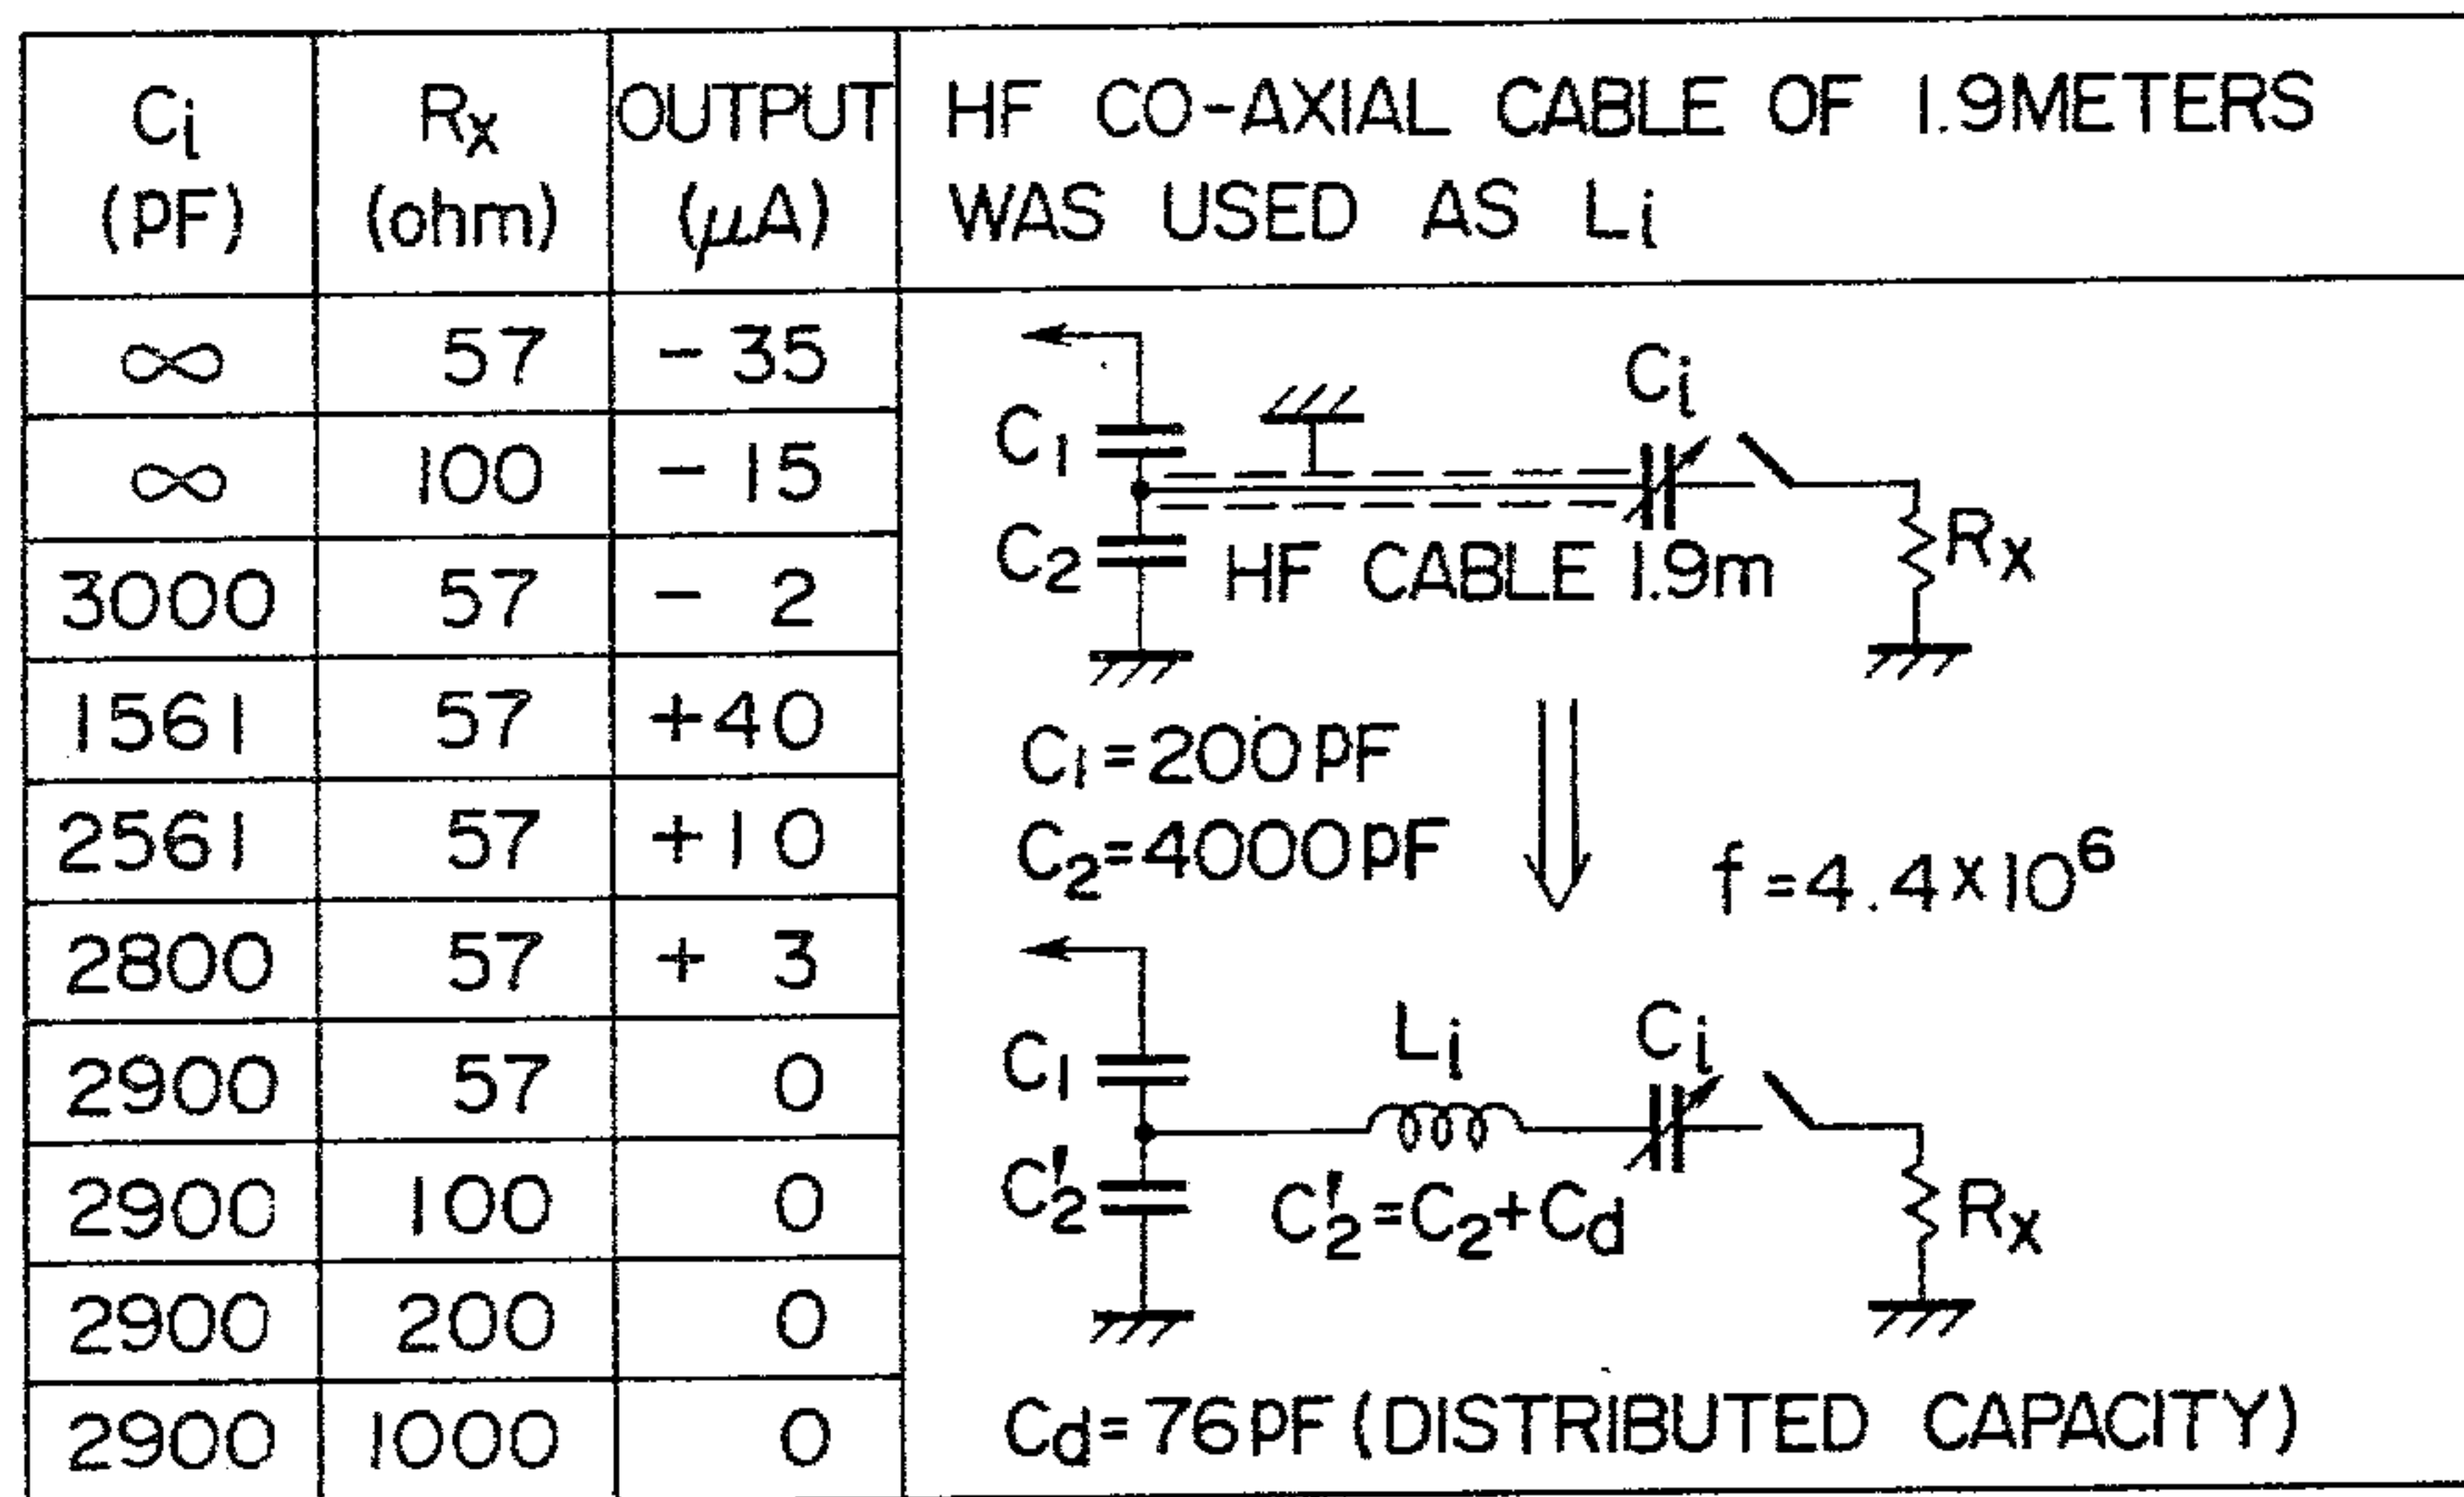 Ci Rx OUTPUT
(PF) (ohm) (μA)
HF CO-AXIAL CABLE OF 1.9METERS
WAS USED AS Li
∞ 57 -35
∞ 100 -15
3000 57 - 2
1561 57 +40
2561 57 +10
2800 57 + 3
2900 57 0
2900 100 0
2900 200 0
2900 1000 0
C1
Ci
C2
HF CABLE 1.9m
Rx
C1=200PF
C2=4000PF
f=4.4x10⁶
C1
Li
Ci
C'2
C'2=C2+Cd
Rx
Cd=76PF(DISTRIBUTED CAPACITY)